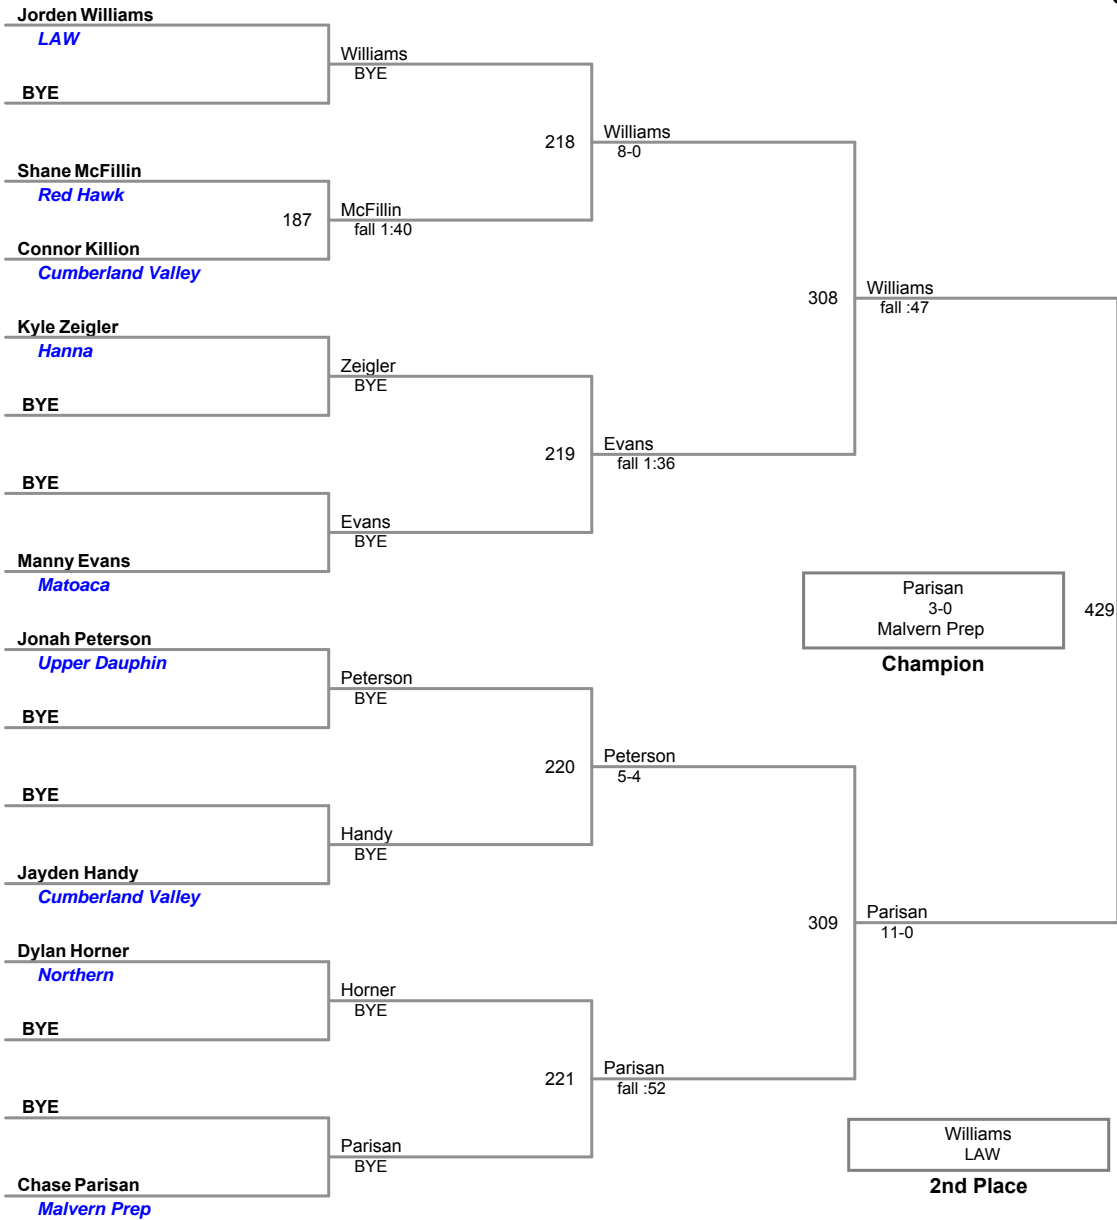 Jorden Williams
LAW
BYE
Williams
BYE
Shane McFillin
Red Hawk
187
Connor Killion
Cumberland Valley
McFillin
fall 1:40
218
Williams
8-0
Kyle Zeigler
Hanna
BYE
Zeigler
BYE
BYE
Manny Evans
Matoaca
Evans
BYE
219
Evans
fall 1:36
308
Williams
fall :47
Jonah Peterson
Upper Dauphin
BYE
Peterson
BYE
BYE
Jayden Handy
Cumberland Valley
Handy
BYE
220
Peterson
5-4
Dylan Horner
Northern
BYE
Horner
BYE
BYE
Chase Parisan
Malvern Prep
Parisan
BYE
221
Parisan
fall :52
309
Parisan
11-0
429
Parisan
3-0
Malvern Prep
Champion
Williams
LAW
2nd Place